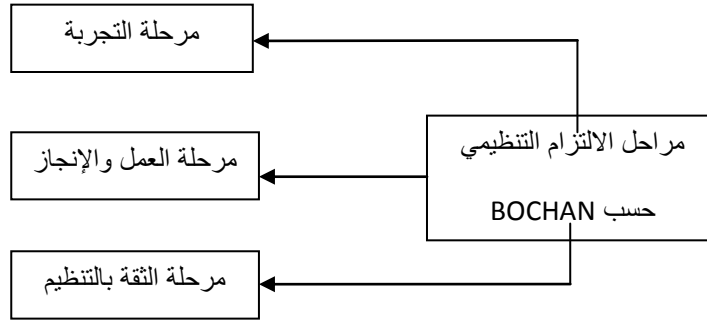 مرحلة التجربة
مراحل الالتزام التنظيمي
مرحلة العمل والإنجاز
حسب BOCHAN
مرحلة الثقة بالتنظيم